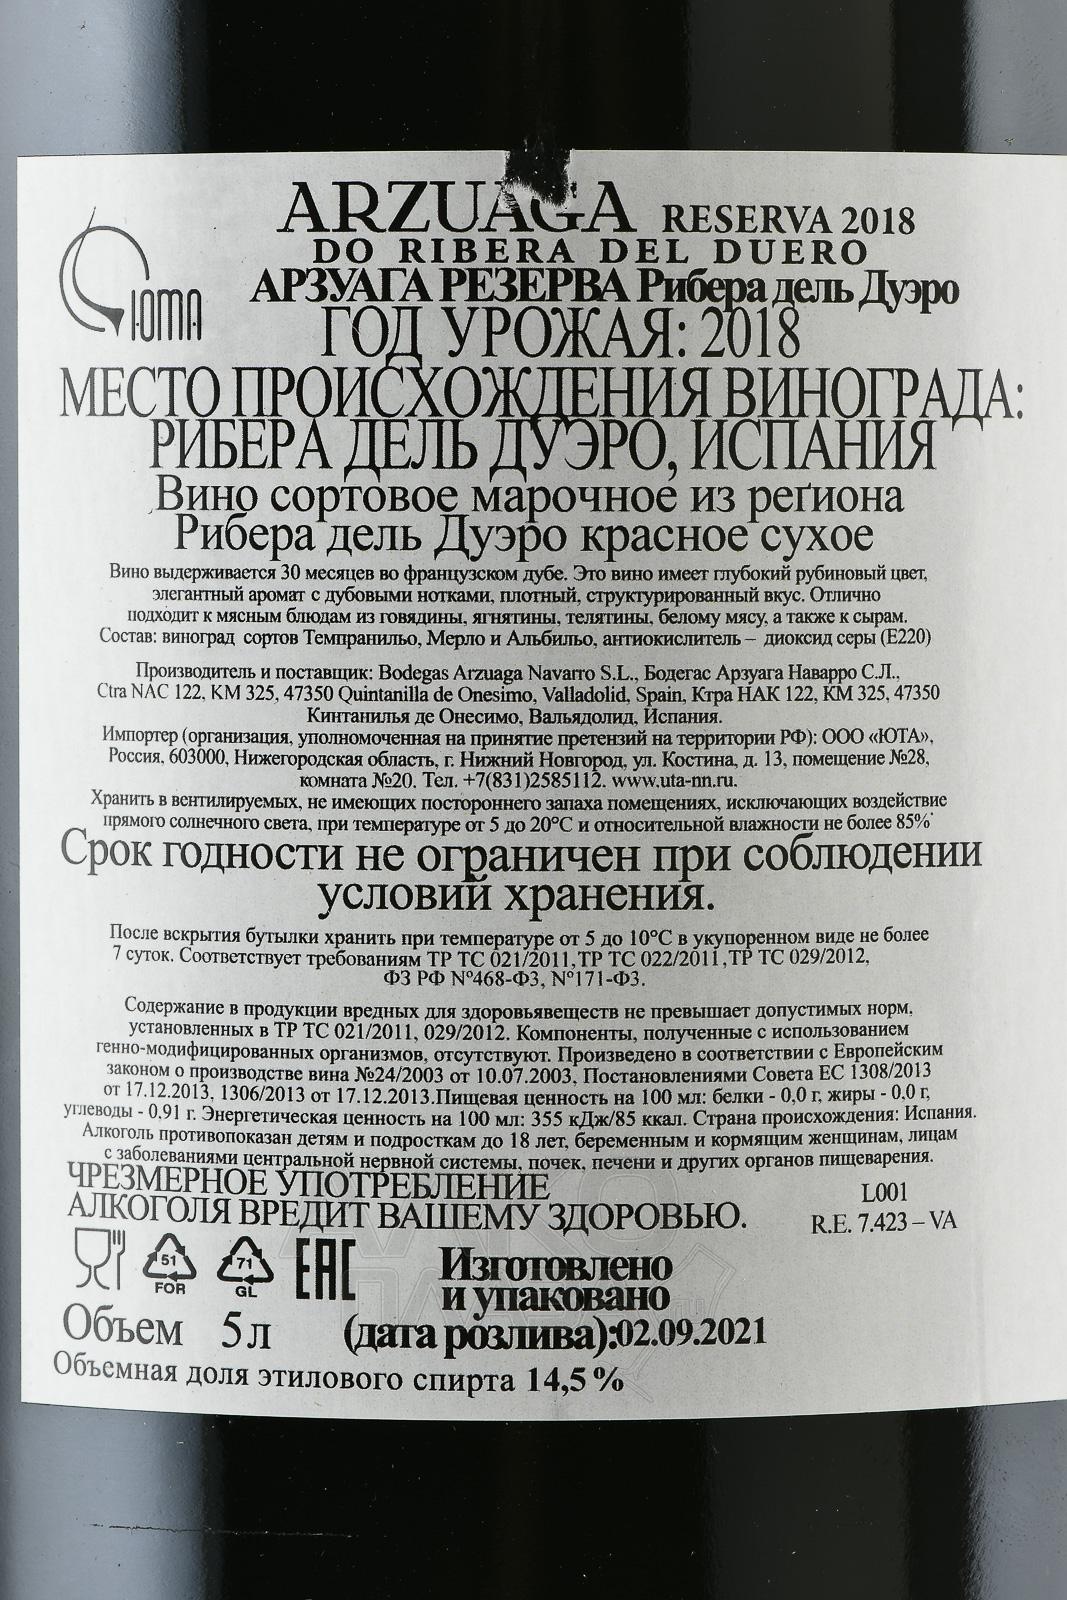 ARZUAGA RESERVA 2018
DO RIBERA DEL DUERO
ЮТА
АРЗУАГА РЕЗЕРВА Рибера дель Дуэро
ГОД УРОЖАЯ: 2018
МЕСТО ПРОИСХОЖДЕНИЯ ВИНОГРАДА:
РИБЕРА ДЕЛЬ ДУЭРО, ИСПАНИЯ
Вино сортовое марочное из региона
Рибера дель Дуэро красное сухое
Вино выдерживается 30 месяцев во французском дубе. Это вино имеет глубокий рубиновый цвет,
элегантный аромат с дубовыми нотками, плотный, структурированный вкус. Отлично
подходит к мясным блюдам из говядины, ягнятины, телятины, белому мясу, а также к сырам.
Состав: виноград сортов Темпранильо, Мерло и Альбильо, антиокислитель – диоксид серы (Е220)
Производитель и поставщик: Bodegas Arzuaga Navarro S.L., Бодегас Арзуага Наварро С.Л.,
Ctra NAC 122, KM 325, 47350 Quintanilla de Onesimo, Valladolid, Spain, Ктра НАК 122, КМ 325, 47350
Кинтанилья де Онесимо, Вальядолид, Испания.
Импортер (организация, уполномоченная на принятие претензий на территории РФ): ООО «ЮТА»,
Россия, 603000, Нижегородская область, г. Нижний Новгород, ул. Костина, д. 13, помещение №28,
комната №20. Тел. +7(831)2585112. www.uta-nn.ru.
Хранить в вентилируемых, не имеющих постороннего запаха помещениях, исключающих воздействие
прямого солнечного света, при температуре от 5 до 20°C и относительной влажности не более 85%
Срок годности не ограничен при соблюдении
условий хранения.
После вскрытия бутылки хранить при температуре от 5 до 10°C в укупоренном виде не более
7 суток. Соответствует требованиям ТР ТС 021/2011,ТР ТС 022/2011,ТР ТС 029/2012,
ФЗ РФ N°468-ФЗ, N°171-ФЗ.
Содержание в продукции вредных для здоровьявеществ не превышает допустимых норм,
установленных в ТР ТС 021/2011, 029/2012. Компоненты, полученные с использованием
генно-модифицированных организмов, отсутствуют. Произведено в соответствии с Европейским
законом о производстве вина №24/2003 от 10.07.2003, Постановлениями Совета ЕС 1308/2013
от 17.12.2013, 1306/2013 от 17.12.2013.Пищевая ценность на 100 мл: белки - 0,0 г, жиры - 0,0 г,
углеводы - 0,91 г. Энергетическая ценность на 100 мл: 355 кДж/85 ккал. Страна происхождения: Испания.
Алкоголь противопоказан детям и подросткам до 18 лет, беременным и кормящим женщинам, лицам
с заболеваниями центральной нервной системы, почек, печени и других органов пищеварения.
ЧРЕЗМЕРНОЕ УПОТРЕБЛЕНИЕ
АЛКОГОЛЯ ВРЕДИТ ВАШЕМУ ЗДОРОВЬЮ.
L001
R.E. 7.423 – VA
51 FOR
71 GL
EAC
Изготовлено
и упаковано
(дата розлива):02.09.2021
Объем 5л
Объемная доля этилового спирта 14,5%